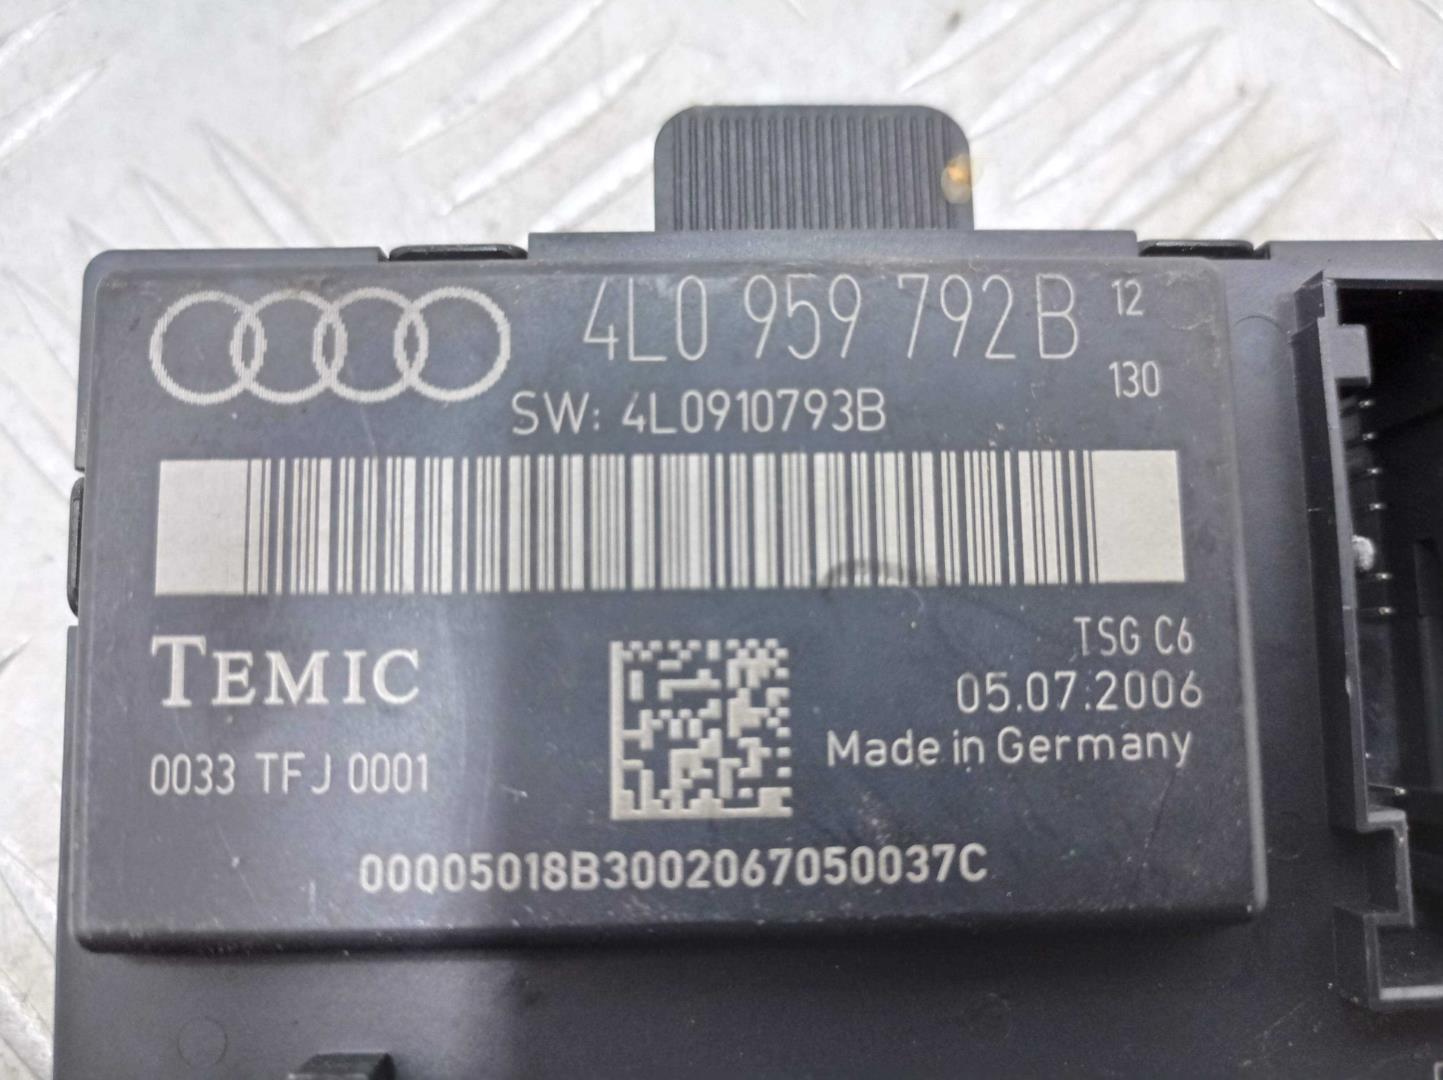 4L0 959 792 B 12
130
SW: 4L0910793B
TEMIC
TSG C6
05.07.2006
Made in Germany
0033 TFJ 0001
00005018B3002067050037C